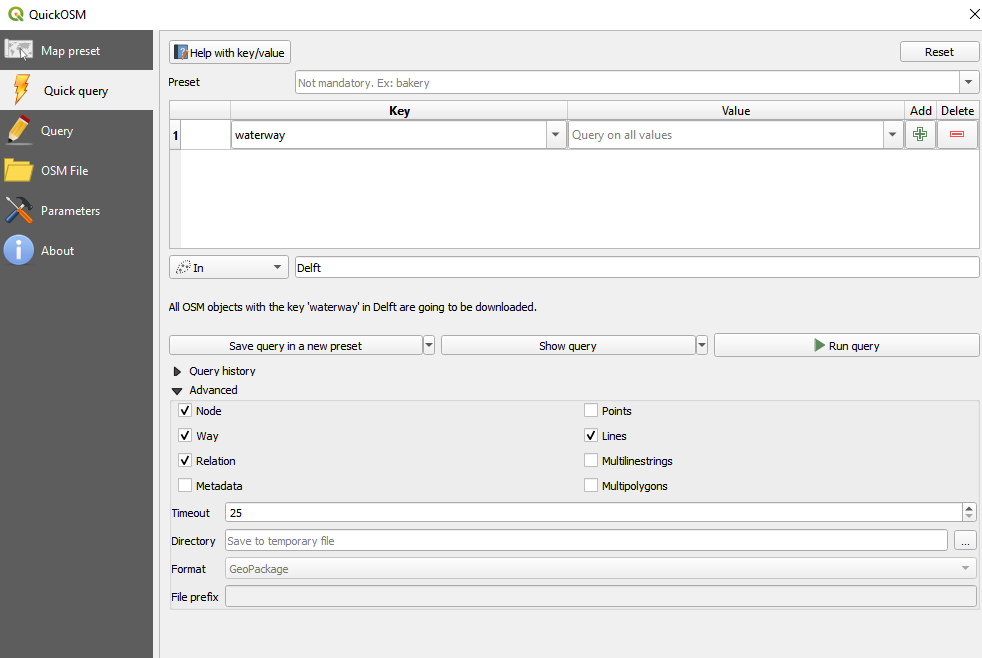 QuickOSM
Map preset
Quick query
Query
OSM File
Parameters
About
Help with key/value
Reset
Preset
Not mandatory. Ex: bakery
Key Value Add Delete
1 waterway Query on all values
In Delft
All OSM objects with the key 'waterway' in Delft are going to be downloaded.
Save query in a new preset Show query Run query
Query history
Advanced
Node Points
Way Lines
Relation Multilinestrings
Metadata Multipolygons
Timeout 25
Directory Save to temporary file ...
Format GeoPackage
File prefix